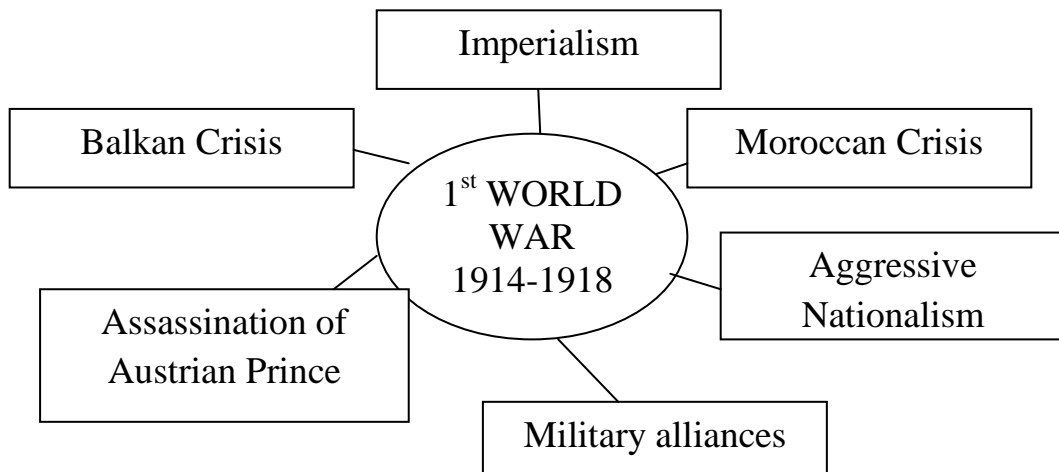 Imperialism
Balkan Crisis
Moroccan Crisis
1st WORLD
WAR
1914-1918
Aggressive
Nationalism
Assassination of
Austrian Prince
Military alliances